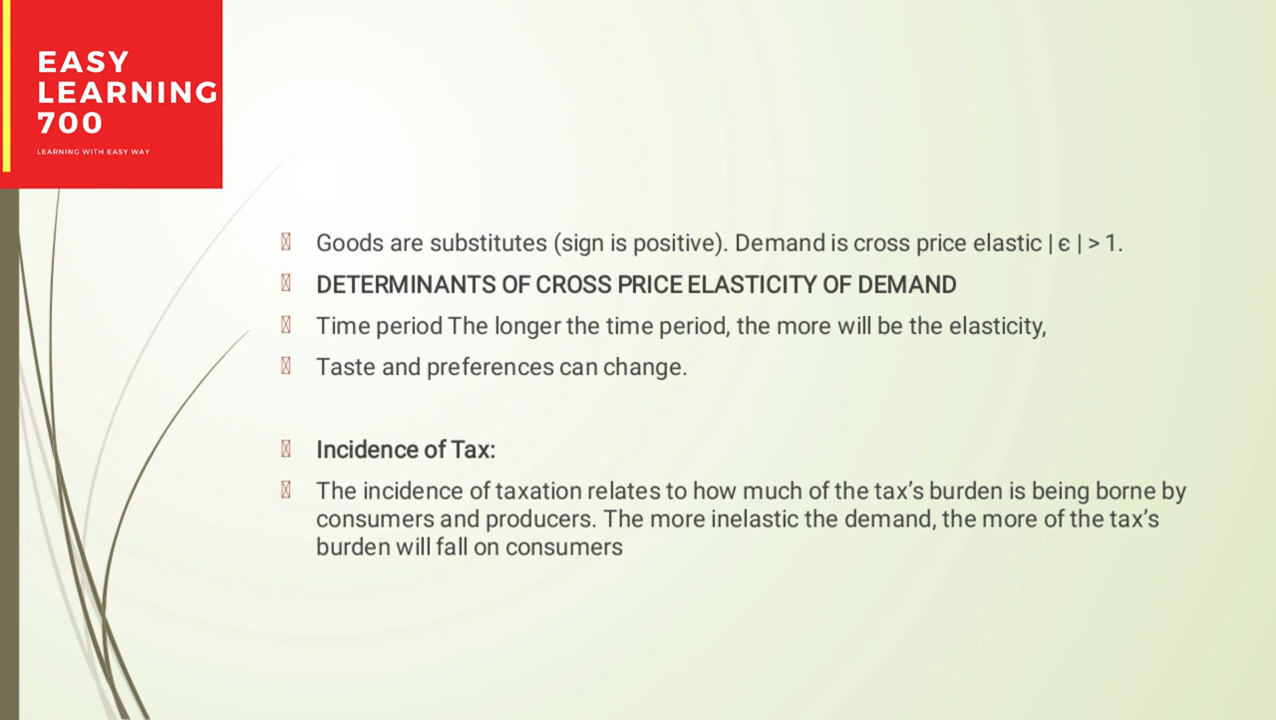 EASY
LEARNING
700
LEARNING WITH EASY WAY
Goods are substitutes (sign is positive). Demand is cross price elastic | є | > 1.
DETERMINANTS OF CROSS PRICE ELASTICITY OF DEMAND
Time period The longer the time period, the more will be the elasticity,
Taste and preferences can change.
Incidence of Tax:
The incidence of taxation relates to how much of the tax’s burden is being borne by
consumers and producers. The more inelastic the demand, the more of the tax’s
burden will fall on consumers